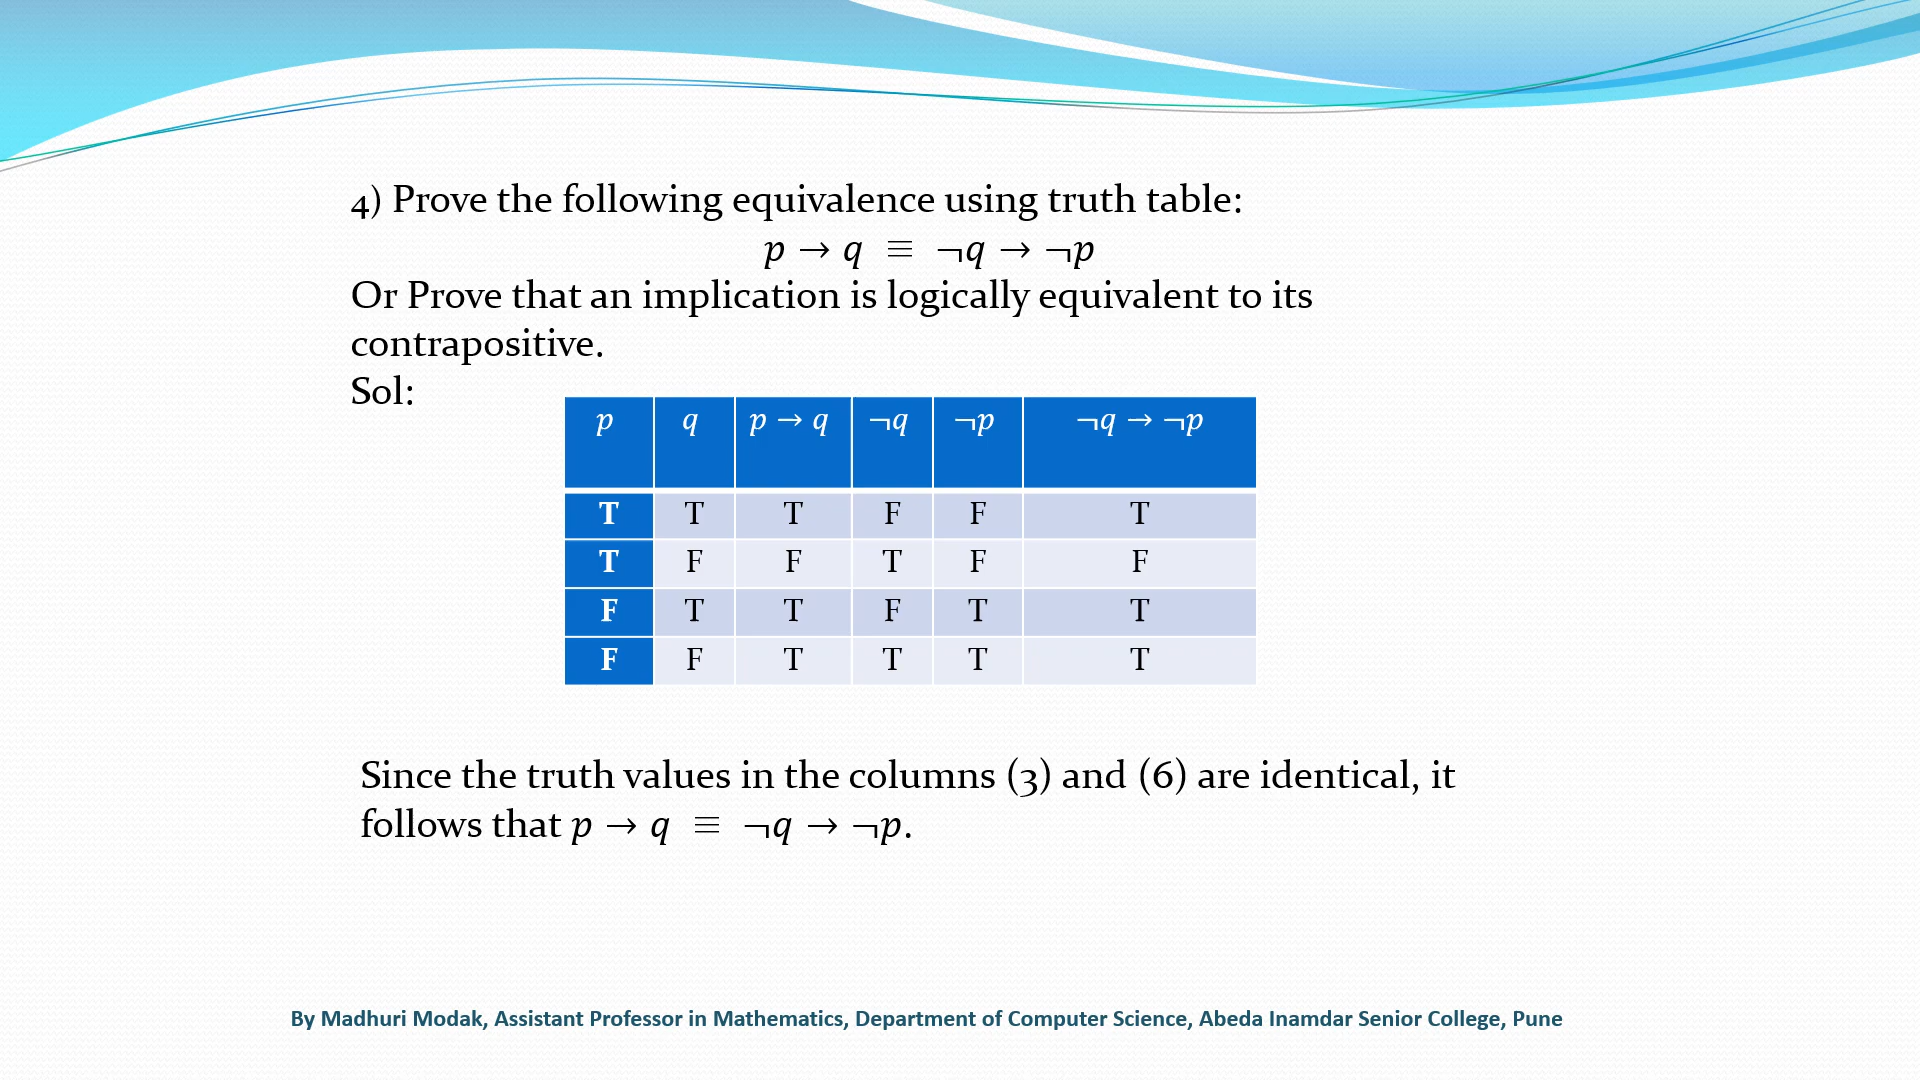 4) Prove the following equivalence using truth table:
p → q ≡ ¬q → ¬p
Or Prove that an implication is logically equivalent to its
contrapositive.
Sol:
p q p → q ¬q ¬p ¬q → ¬p
T T T F F T
T F F T F F
F T T F T T
F F T T T T
Since the truth values in the columns (3) and (6) are identical, it
follows that p → q ≡ ¬q → ¬p.
By Madhuri Modak, Assistant Professor in Mathematics, Department of Computer Science, Abeda Inamdar Senior College, Pune